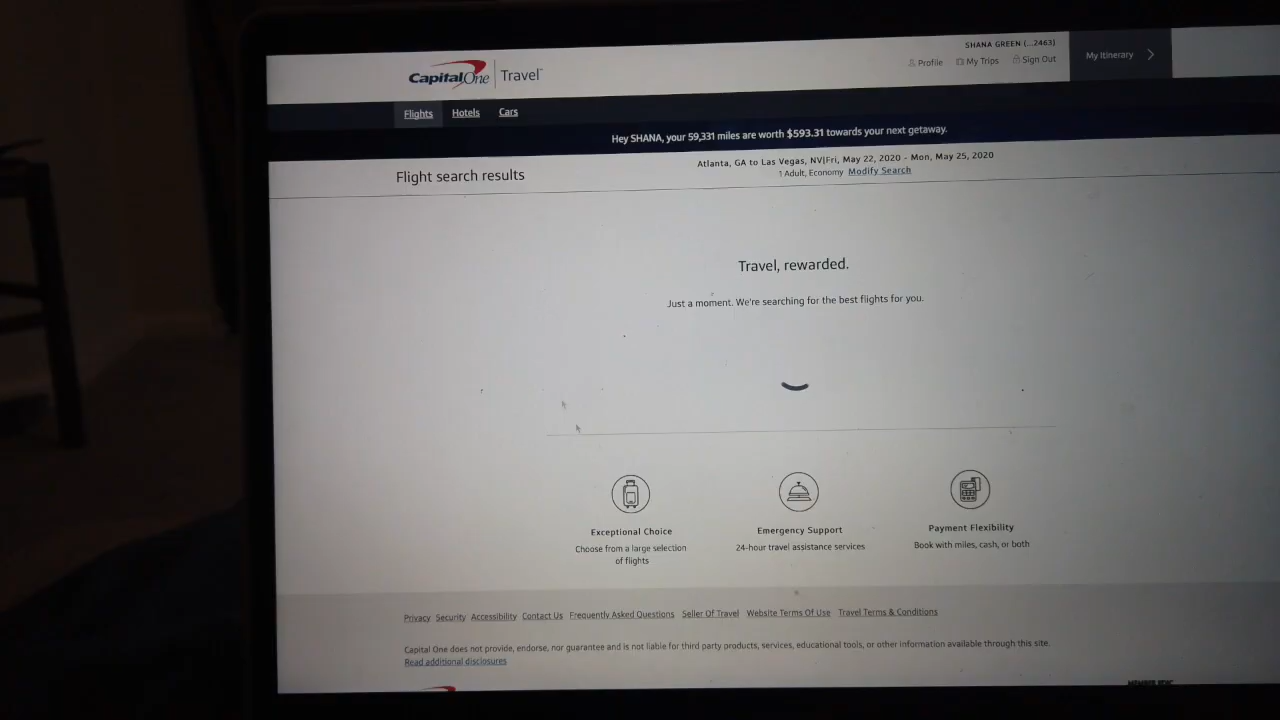 SHANA GREEN (...2463)
CapitalOne | Travel
Profile My Trips Sign Out
My Itinerary
Flights Hotels Cars
Hey SHANA, your 59,331 miles are worth $593.31 towards your next getaway.
Flight search results
Atlanta, GA to Las Vegas, NV|Fri, May 22, 2020 - Mon, May 25, 2020
1 Adult, Economy Modify Search
Travel, rewarded.
Just a moment. We're searching for the best flights for you.
Exceptional Choice
Choose from a large selection
of flights
Emergency Support
24-hour travel assistance services
Payment Flexibility
Book with miles, cash, or both
Privacy Security Accessibility Contact Us Frequently Asked Questions Seller Of Travel Website Terms Of Use Travel Terms & Conditions
Capital One does not provide, endorse, nor guarantee and is not liable for third party products, services, educational tools, or other information available through this site.
Read additional disclosures